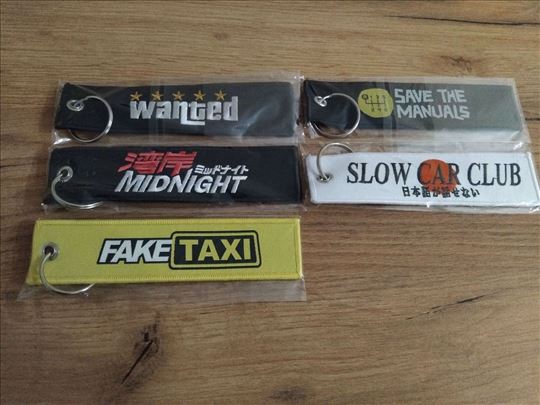 wanted
SAVE THE
MANUALS
湾岸
ミッドナイト
MIDNIGHT
SLOW CAR CLUB
日本語が話せない
FAKE TAXI